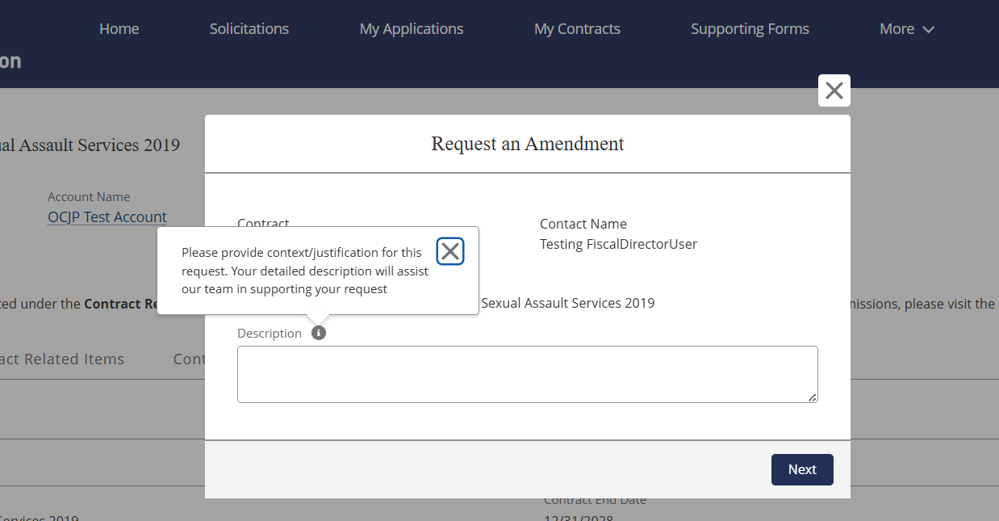 Home Solicitations My Applications My Contracts Supporting Forms More
on
Request an Amendment
ual Assault Services 2019
Account Name
OCJP Test Account
Contract
Contact Name
Testing FiscalDirectorUser
Please provide context/justification for this
request. Your detailed description will assist
our team in supporting your request
ted under the Contract Re
Sexual Assault Services 2019
missions, please visit the
Description
act Related Items Cont
Next
Contract End Date
Services 2019
12/31/2028